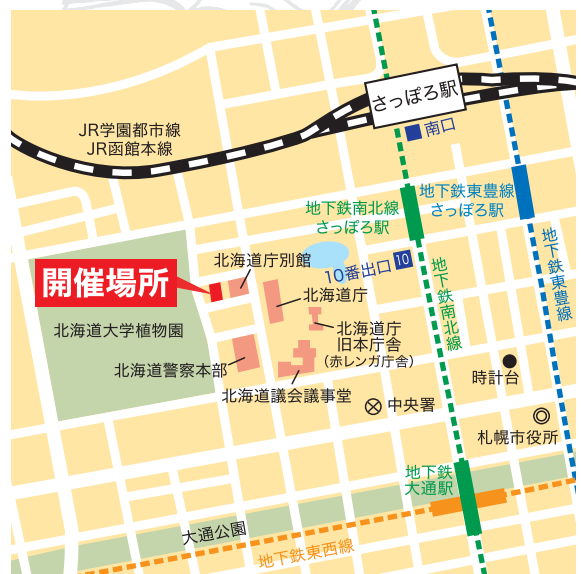 さっぽろ駅
南口
JR学園都市線
JR函館本線
地下鉄東豊線
さっぽろ駅
地下鉄南北線
さっぽろ駅
地下鉄東豊線
北海道庁別館
10番出口
10
地下鉄南北線
開催場所
北海道庁
北海道大学植物園
北海道庁
旧本庁舎
(赤レンガ庁舎)
北海道警察本部
時計台
北海道議会議事堂
中央署
札幌市役所
地下鉄
大通駅
大通公園
地下鉄東西線